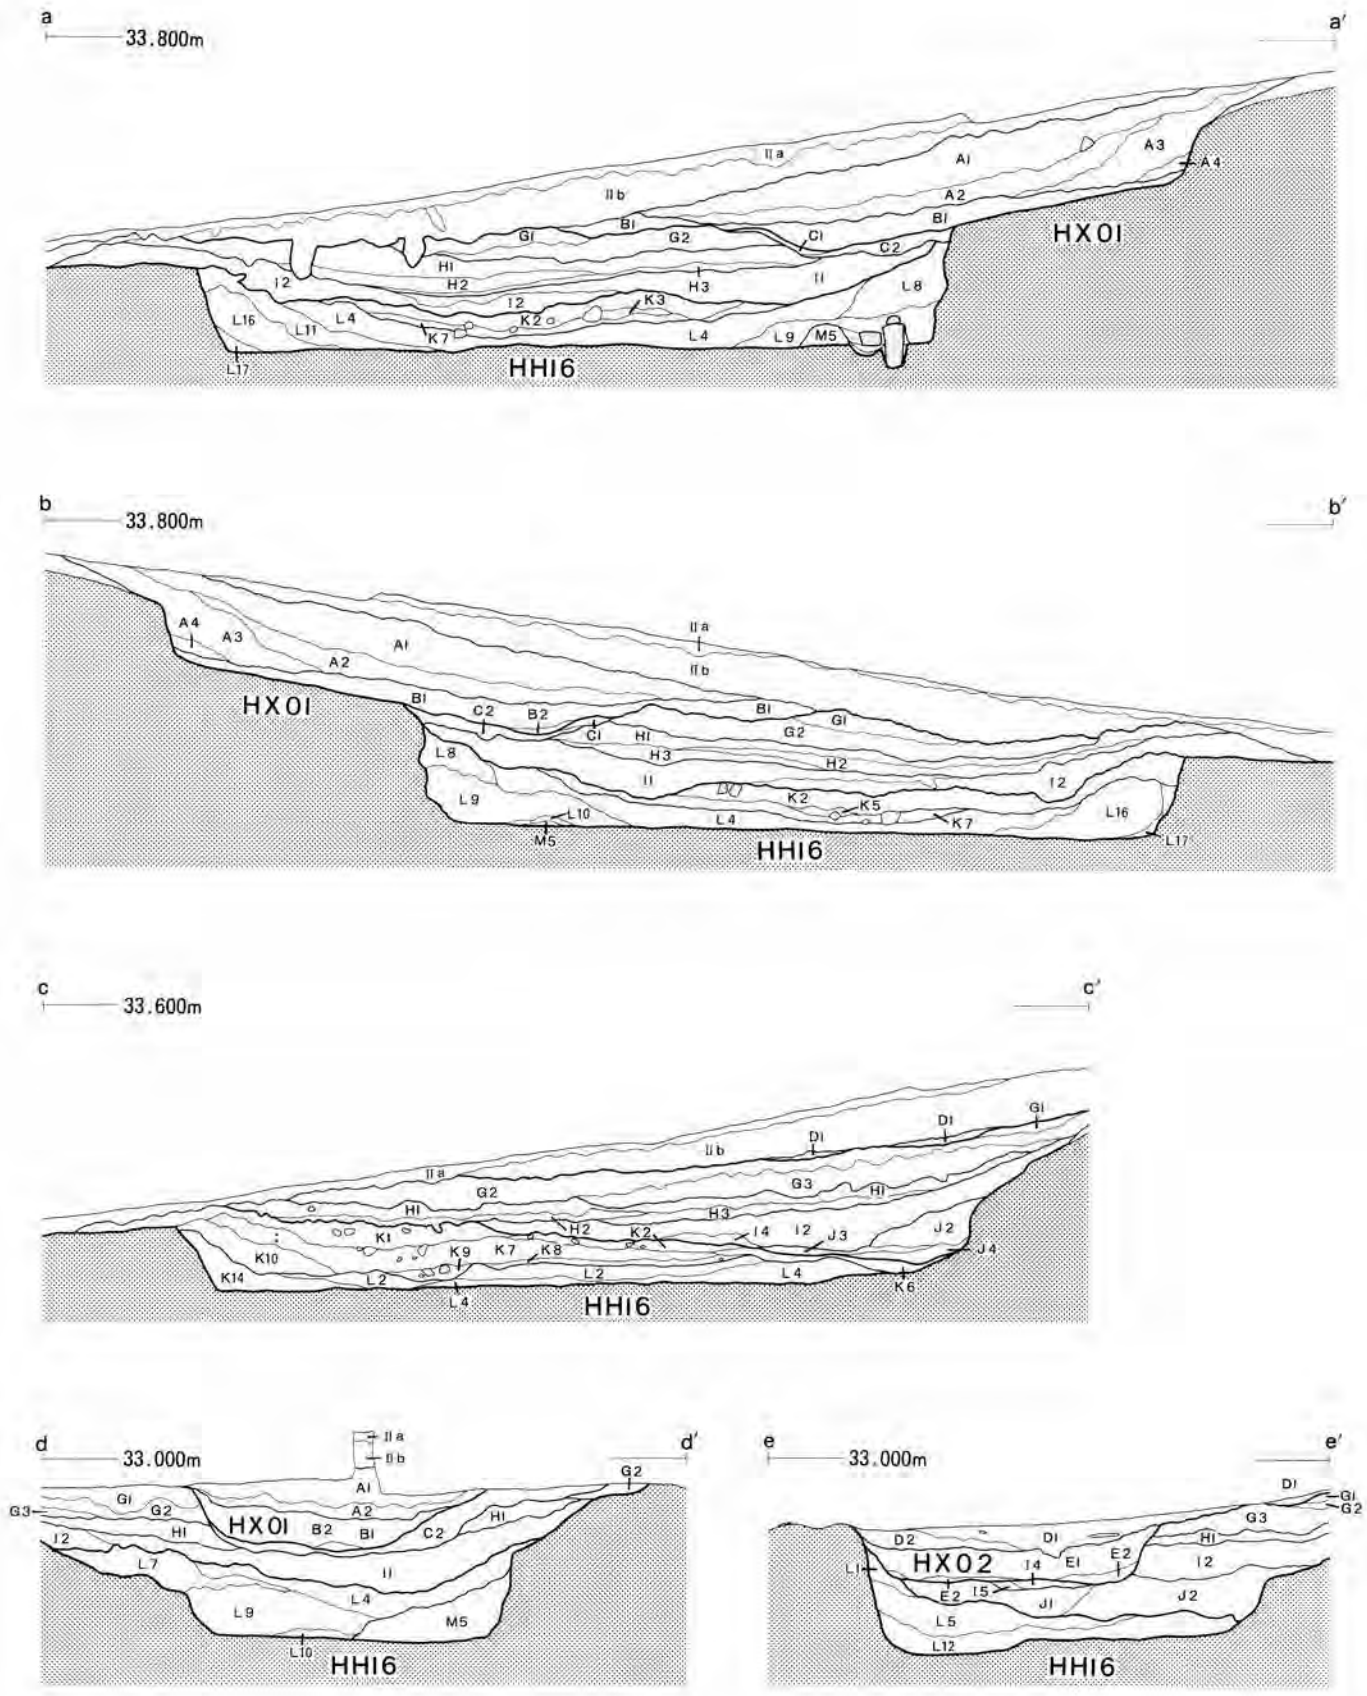 a a′
33.800m
IIa
A1
A3
A4
IIb
A2
B1
B1
HX01
G1
G2
C1
C2
H1
I2
H2
H3
I1
L8
I2
K3
L16
L4
K2
L11
K7
L4
L9
M5
L17
HH16
b b′
33.800m
A4
A3
A1
IIa
A2
IIb
HX01
B1
C2
B2
B1
G1
C1
H1
G2
L8
H3
H2
I1
I2
L9
K2
K5
L10
L4
K7
L16
M5
HH16
L17
c c′
33.600m
G1
D1
D1
IIb
IIa
G2
G3
H1
H1
H3
H2
K2
I4
I2
J3
J2
K1
K10
K9
K7
K8
J4
K14
L2
L2
L4
K6
L4
HH16
d d′
33.000m
IIa
IIb
G2
A1
G1
G3
G2
A2
H1
HX01
B2
B1
C2
I2
H1
L7
I1
L4
L9
M5
L10
HH16
e e′
33.000m
D1
G1
G2
G3
D2
D1
H1
HX02
I4
E1
E2
I2
L1
E2
I5
J1
J2
L5
L12
HH16